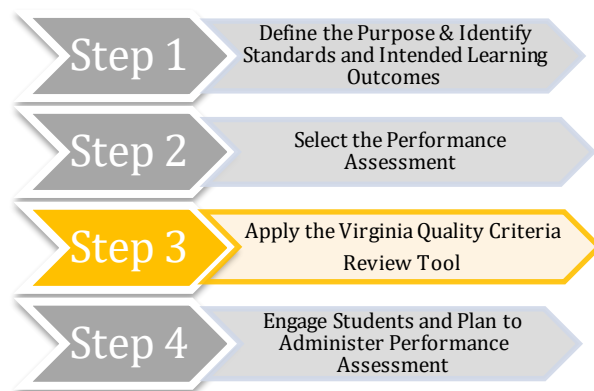 Step 1
Define the Purpose & Identify
Standards and Intended Learning
Outcomes
Step 2
Select the Performance
Assessment
Step 3
Apply the Virginia Quality Criteria
Review Tool
Step 4
Engage Students and Plan to
Administer Performance
Assessment